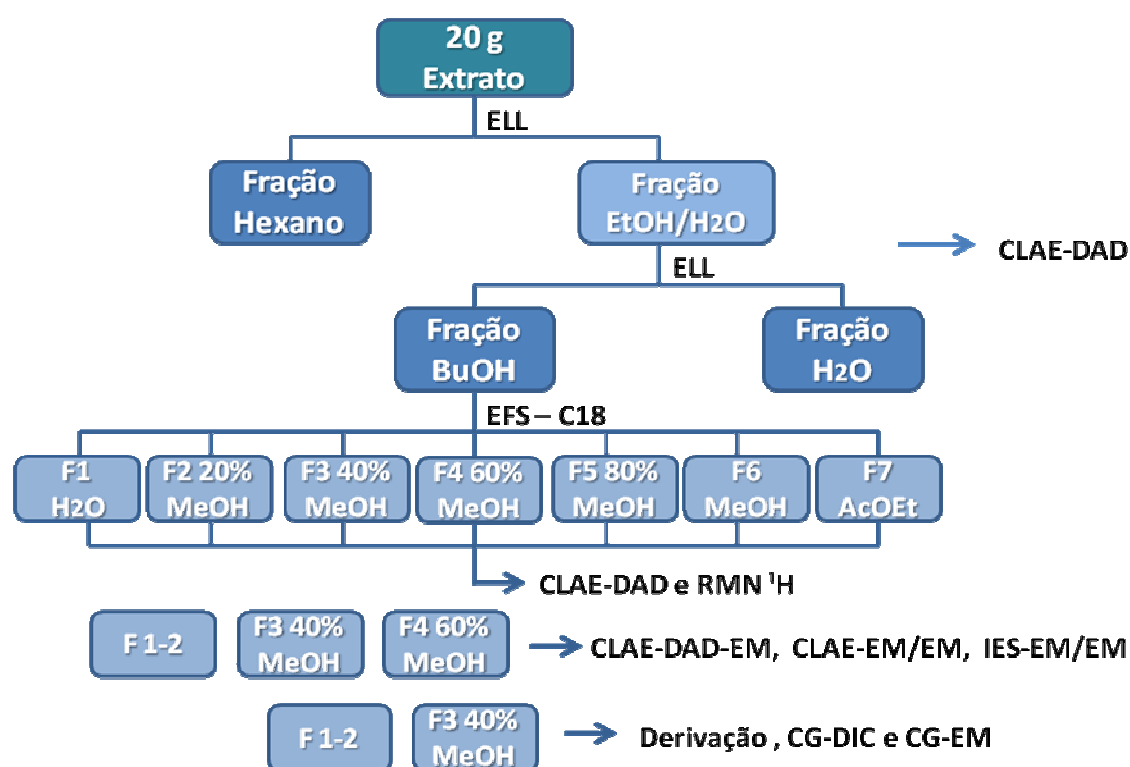 20 g
Extrato
ELL
Fração
Hexano
Fração
EtOH/H2O
CLAE-DAD
ELL
Fração
BuOH
Fração
H2O
EFS – C18
F1
H2O
F2 20%
MeOH
F3 40%
MeOH
F4 60%
MeOH
F5 80%
MeOH
F6
MeOH
F7
AcOEt
CLAE-DAD e RMN ¹H
F 1-2
F3 40%
MeOH
F4 60%
MeOH
CLAE-DAD-EM, CLAE-EM/EM, IES-EM/EM
F 1-2
F3 40%
MeOH
Derivação , CG-DIC e CG-EM